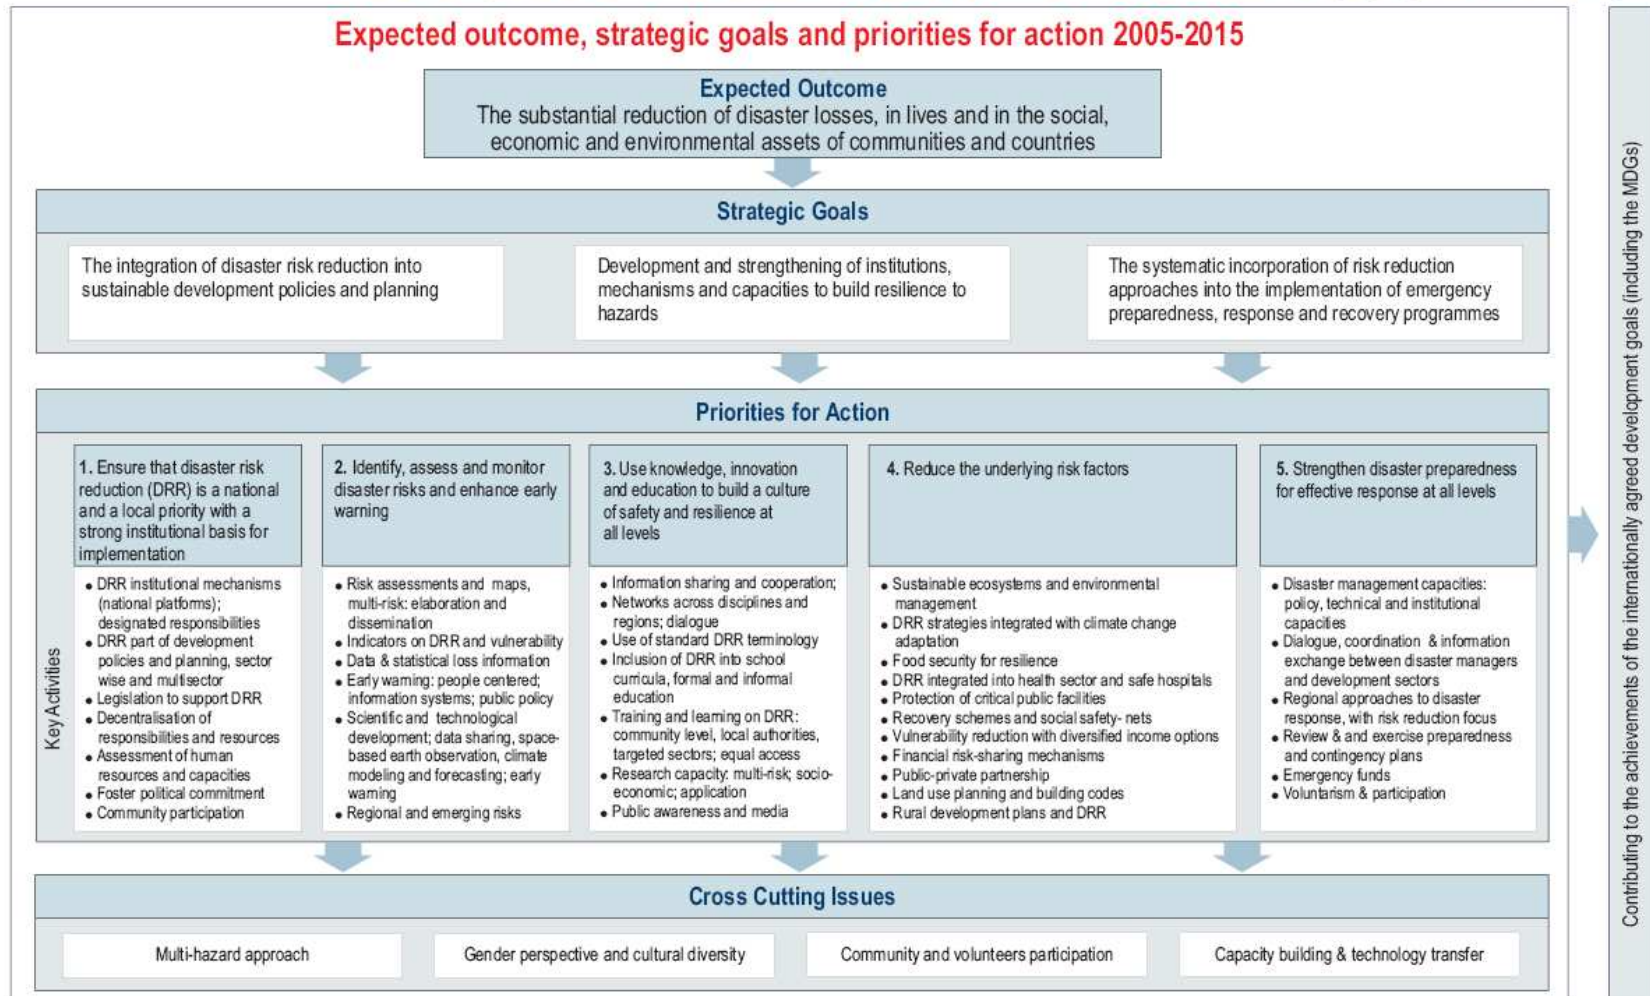 Expected outcome, strategic goals and priorities for action 2005-2015
Expected Outcome
The substantial reduction of disaster losses, in lives and in the social,
economic and environmental assets of communities and countries
Strategic Goals
The integration of disaster risk reduction into
sustainable development policies and planning
Development and strengthening of institutions,
mechanisms and capacities to build resilience to
hazards
The systematic incorporation of risk reduction
approaches into the implementation of emergency
preparedness, response and recovery programmes
Priorities for Action
1. Ensure that disaster risk
reduction (DRR) is a national
and a local priority with a
strong institutional basis for
implementation
2. Identify, assess and monitor
disaster risks and enhance early
warning
3. Use knowledge, innovation
and education to build a culture
of safety and resilience at
all levels
4. Reduce the underlying risk factors
5. Strengthen disaster preparedness
for effective response at all levels
Key Activities
• DRR institutional mechanisms
(national platforms);
designated responsibilities
• DRR part of development
policies and planning, sector
wise and multisector
• Legislation to support DRR
• Decentralisation of
responsibilities and resources
• Assessment of human
resources and capacities
• Foster political commitment
• Community participation
• Risk assessments and maps,
multi-risk: elaboration and
dissemination
• Indicators on DRR and vulnerability
• Data & statistical loss information
• Early warning: people centered;
information systems; public policy
• Scientific and technological
development; data sharing, space-
based earth observation, climate
modeling and forecasting; early
warning
• Regional and emerging risks
• Information sharing and cooperation;
• Networks across disciplines and
regions; dialogue
• Use of standard DRR terminology
• Inclusion of DRR into school
curricula, formal and informal
education
• Training and learning on DRR:
community level, local authorities,
targeted sectors; equal access
• Research capacity: multi-risk; socio-
economic; application
• Public awareness and media
• Sustainable ecosystems and environmental
management
• DRR strategies integrated with climate change
adaptation
• Food security for resilience
• DRR integrated into health sector and safe hospitals
• Protection of critical public facilities
• Recovery schemes and social safety- nets
• Vulnerability reduction with diversified income options
• Financial risk-sharing mechanisms
• Public-private partnership
• Land use planning and building codes
• Rural development plans and DRR
• Disaster management capacities:
policy, technical and institutional
capacities
• Dialogue, coordination & information
exchange between disaster managers
and development sectors
• Regional approaches to disaster
response, with risk reduction focus
• Review & and exercise preparedness
and contingency plans
• Emergency funds
• Voluntarism & participation
Cross Cutting Issues
Multi-hazard approach
Gender perspective and cultural diversity
Community and volunteers participation
Capacity building & technology transfer
Contributing to the achievements of the internationally agreed development goals (including the MDGs)